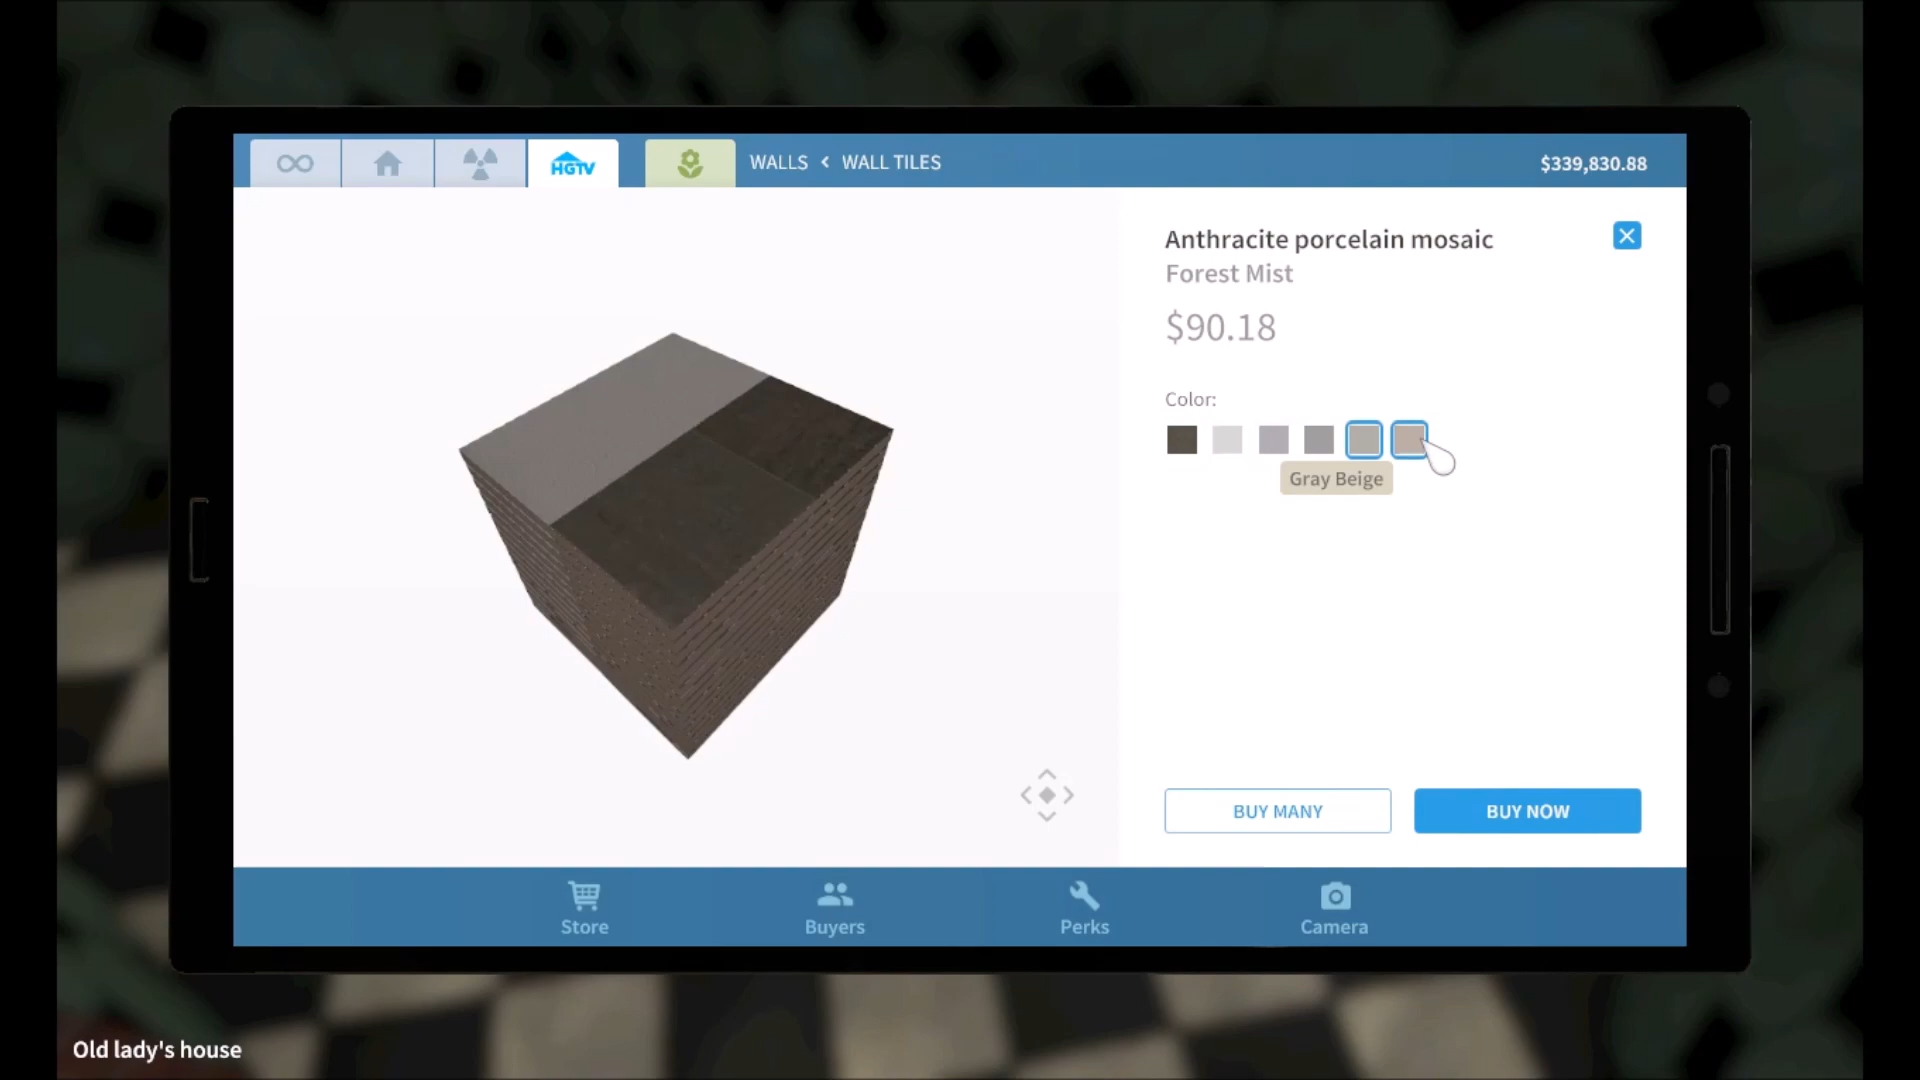 HGTV
WALLS < WALL TILES
$339,830.88
Anthracite porcelain mosaic
Forest Mist
$90.18
Color:
Gray Beige
BUY MANY
BUY NOW
Store
Buyers
Perks
Camera
Old lady's house